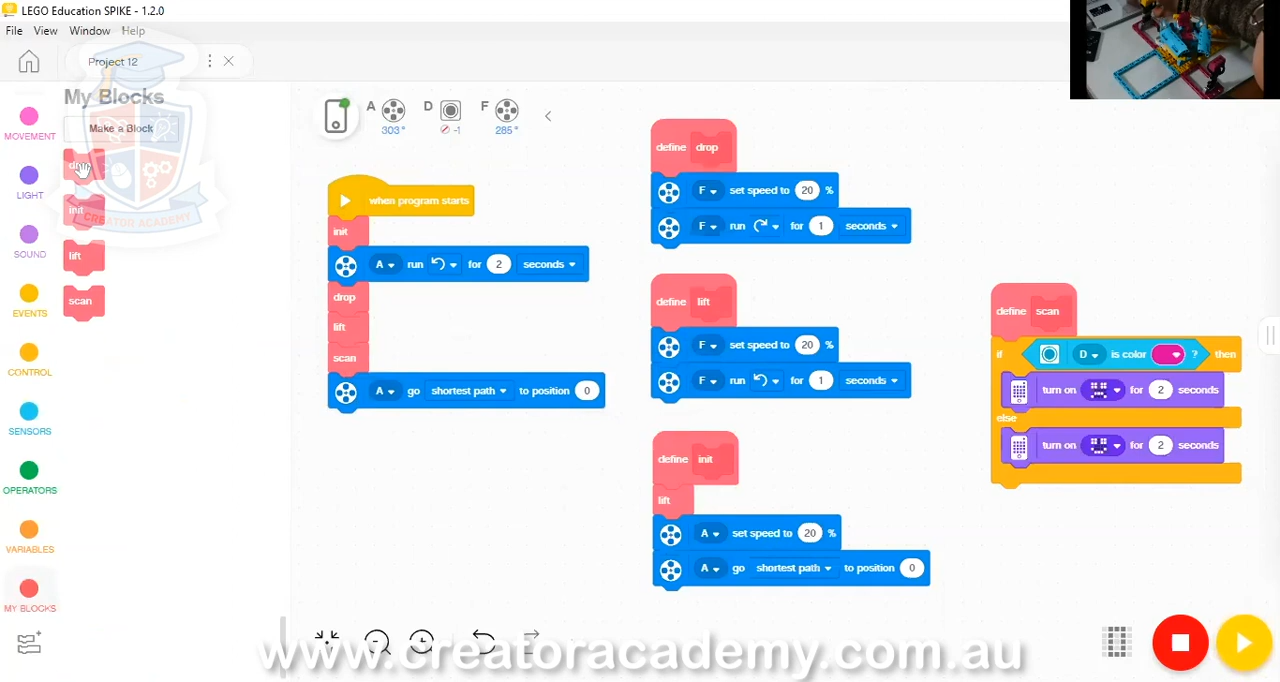 LEGO Education SPIKE - 1.2.0
File View Window Help
Project 12
My Blocks
Make a Block
init
lift
scan
MOVEMENT
LIGHT
SOUND
EVENTS
CONTROL
SENSORS
OPERATORS
VARIABLES
MY BLOCKS
CREATOR ACADEMY
A D F
303° -1 285°
when program starts
init
A run for 2 seconds
drop
lift
scan
A go shortest path to position 0
define drop
F set speed to 20 %
F run for 1 seconds
define lift
F set speed to 20 %
F run for 1 seconds
define init
lift
A set speed to 20 %
A go shortest path to position 0
define scan
if D is color ? then
turn on for 2 seconds
else
turn on for 2 seconds
www.creatoracademy.com.au